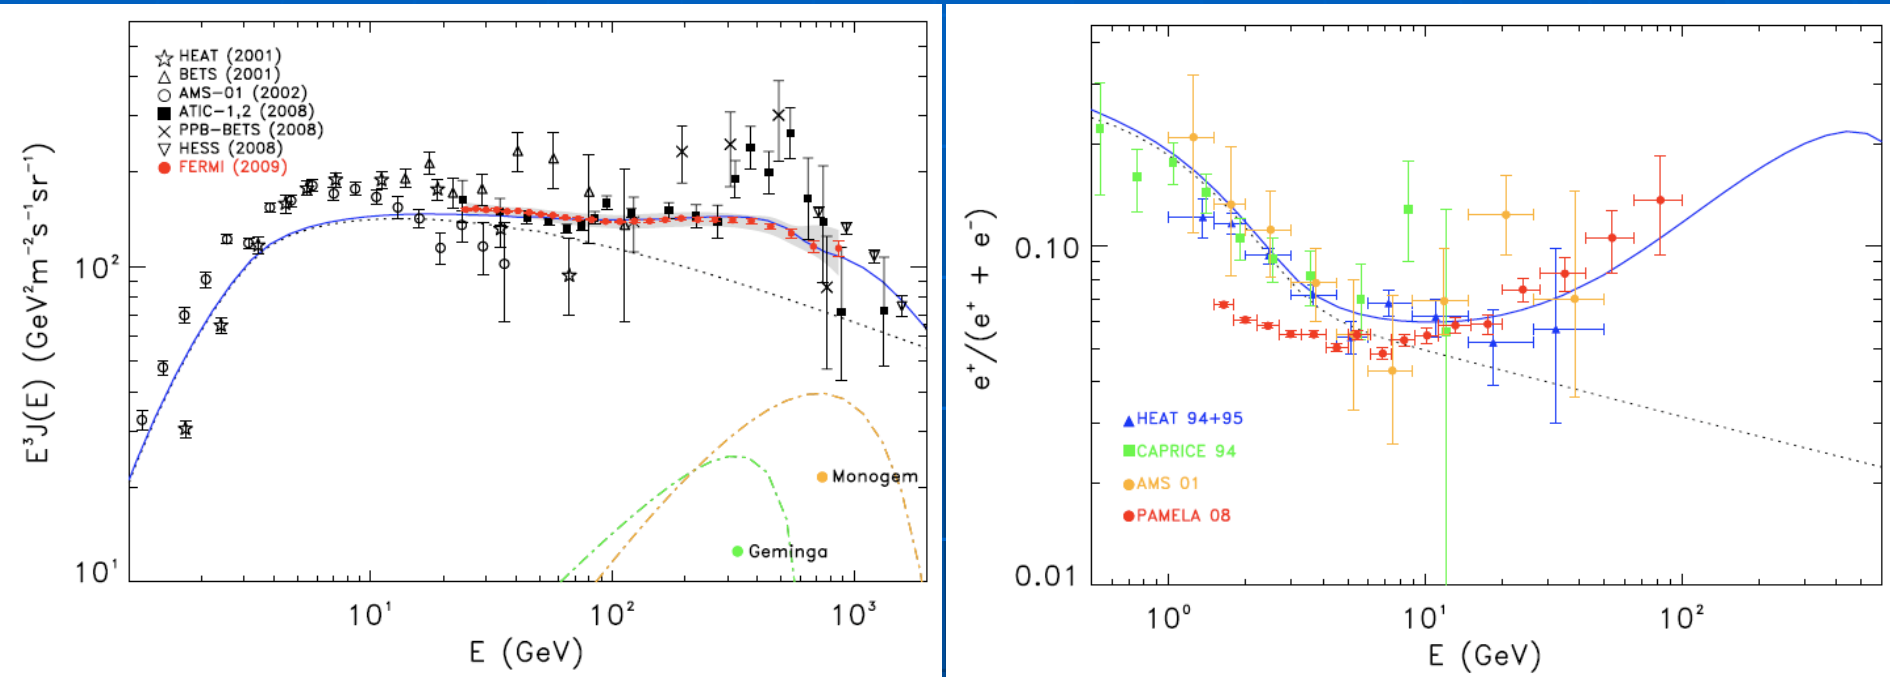 HEAT (2001)
BETS (2001)
AMS-01 (2002)
ATIC-1,2 (2008)
PPB-BETS (2008)
HESS (2008)
FERMI (2009)
E³J(E) (GeV²m⁻²s⁻¹sr⁻¹)
10²
10¹
Monogem
Geminga
10¹
10²
10³
E (GeV)
e⁺/(e⁺ + e⁻)
0.10
0.01
HEAT 94+95
CAPRICE 94
AMS 01
PAMELA 08
10⁰
10¹
10²
E (GeV)